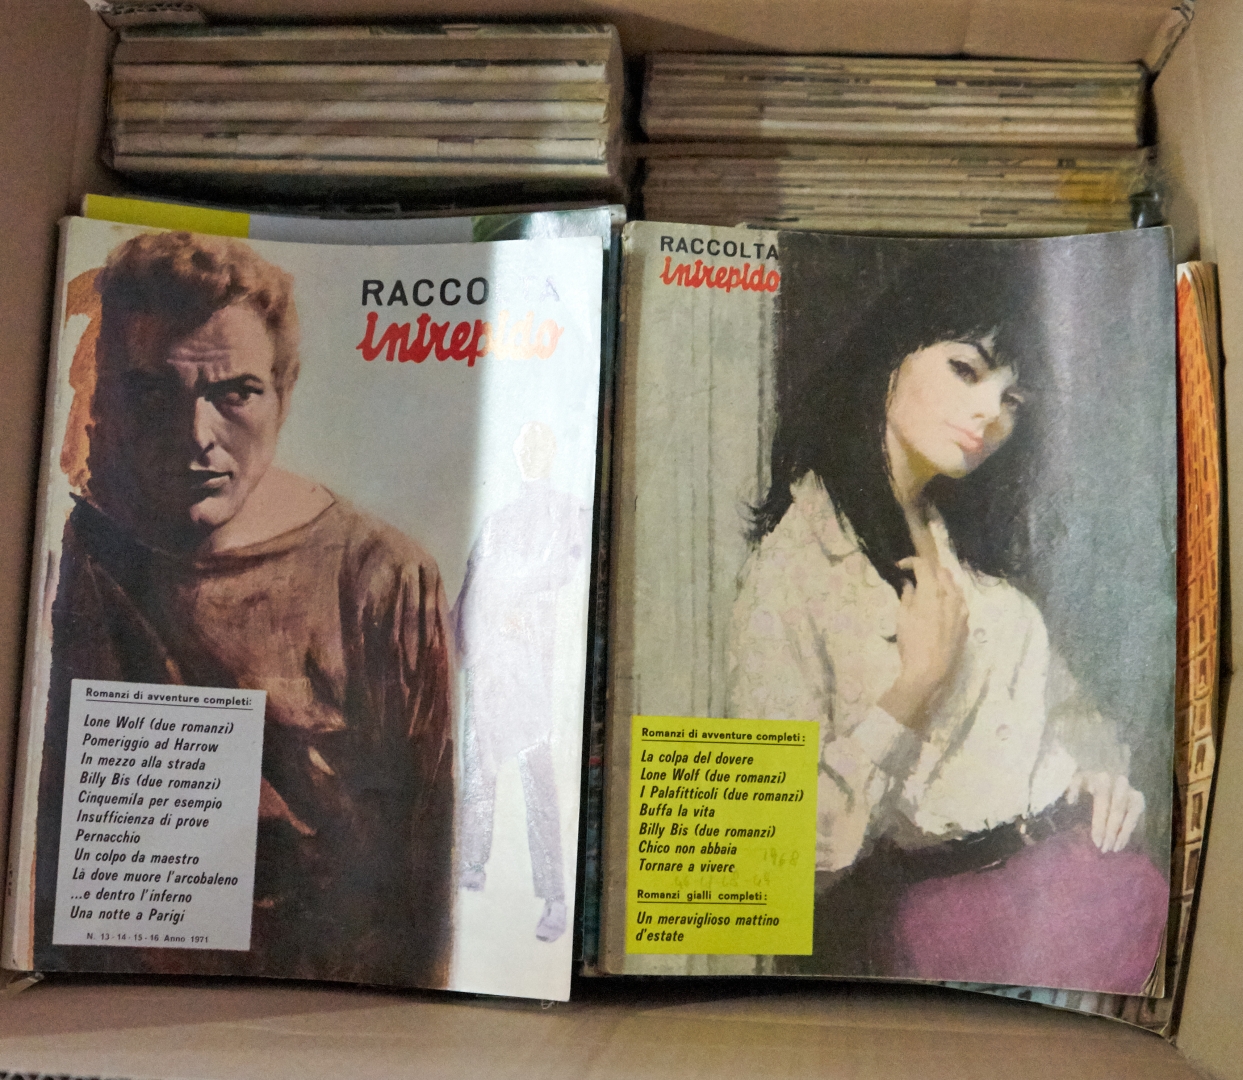 RACCOLTA
intrepido
Romanzi di avventure completi:
Lone Wolf (due romanzi)
Pomeriggio ad Harrow
In mezzo alla strada
Billy Bis (due romanzi)
Cinquemila per esempio
Insufficienza di prove
Pernacchio
Un colpo da maestro
Là dove muore l'arcobaleno
...e dentro l'inferno
Una notte a Parigi
N. 13 - 14 - 15 - 16 Anno 1971
RACCOLTA
intrepido
Romanzi di avventure completi:
La colpa del dovere
Lone Wolf (due romanzi)
I Palafitticoli (due romanzi)
Buffa la vita
Billy Bis (due romanzi)
Chico non abbaia
Tornare a vivere
1968
Romanzi gialli completi:
Un meraviglioso mattino
d'estate